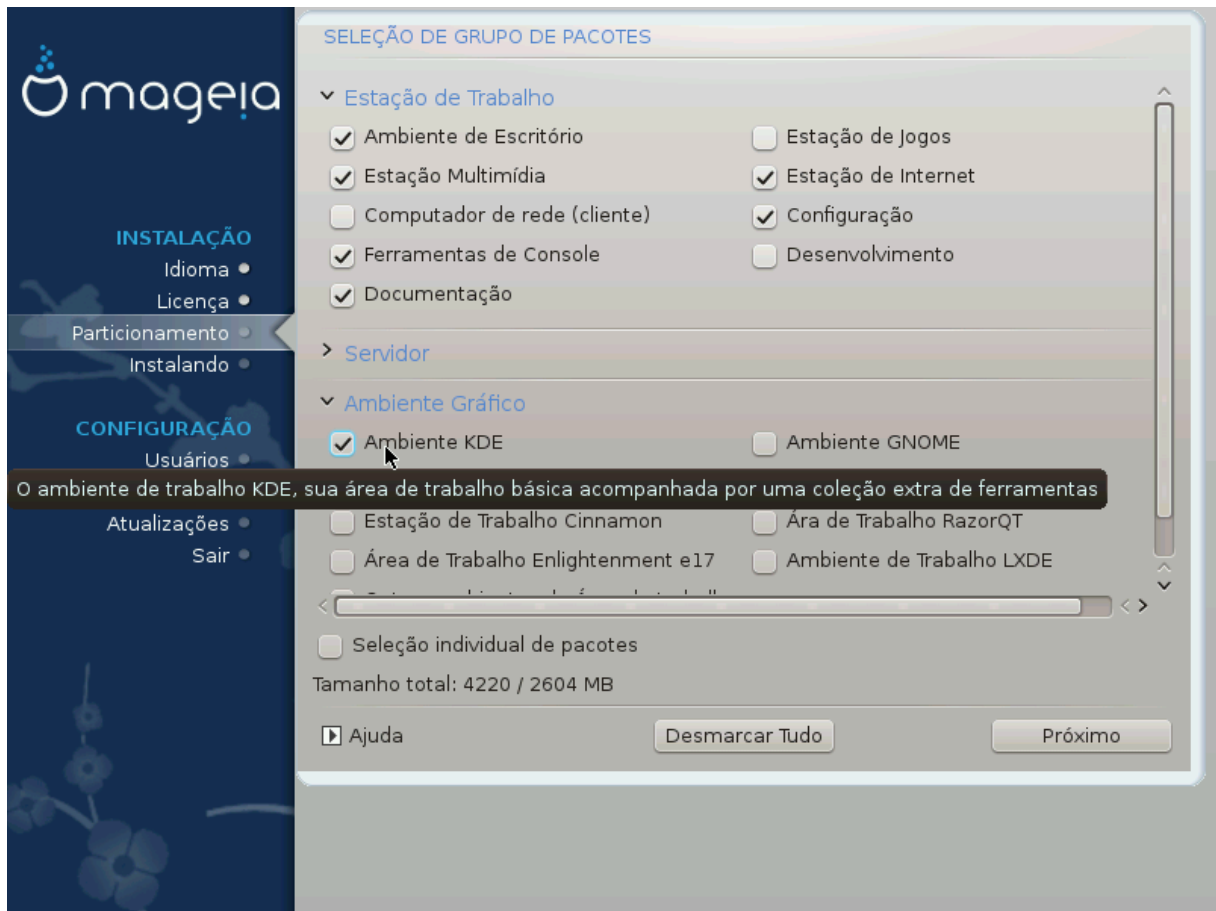 mageia
INSTALAÇÃO
Idioma
Licença
Particionamento
Instalando
CONFIGURAÇÃO
Usuários
Atualizações
Sair
SELEÇÃO DE GRUPO DE PACOTES
Estação de Trabalho
Ambiente de Escritório
Estação de Jogos
Estação Multimídia
Estação de Internet
Computador de rede (cliente)
Configuração
Ferramentas de Console
Desenvolvimento
Documentação
Servidor
Ambiente Gráfico
Ambiente KDE
Ambiente GNOME
O ambiente de trabalho KDE, sua área de trabalho básica acompanhada por uma coleção extra de ferramentas
Estação de Trabalho Cinnamon
Ára de Trabalho RazorQT
Área de Trabalho Enlightenment e17
Ambiente de Trabalho LXDE
Seleção individual de pacotes
Tamanho total: 4220 / 2604 MB
Ajuda
Desmarcar Tudo
Próximo